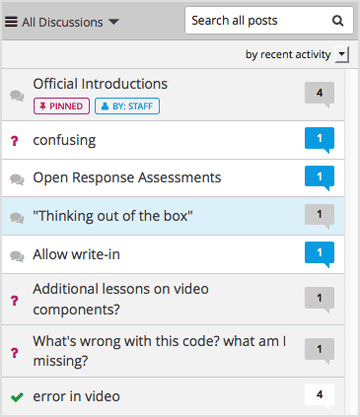 All Discussions
Search all posts
by recent activity
Official Introductions
4
PINNED
BY: STAFF
? confusing
1
Open Response Assessments
1
"Thinking out of the box"
1
Allow write-in
1
Additional lessons on video
? components?
1
What's wrong with this code? what am I
? missing?
1
error in video
4